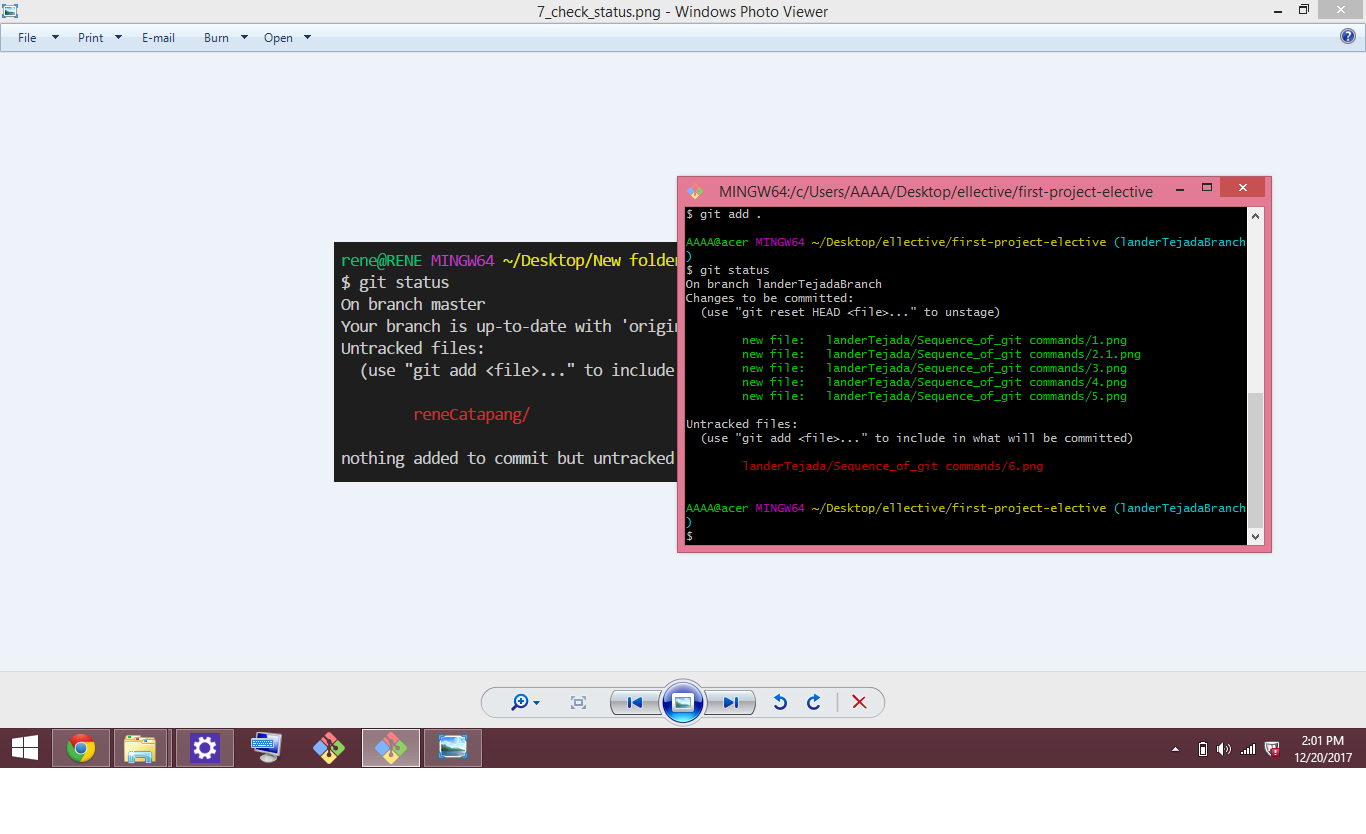 7_check_status.png - Windows Photo Viewer
File Print E-mail Burn Open
rene@RENE MINGW64 ~/Desktop/New folder
$ git status
On branch master
Your branch is up-to-date with 'origin
Untracked files:
(use "git add <file>..." to include
reneCatapang/
nothing added to commit but untracked
MINGW64:/c/Users/AAAA/Desktop/ellective/first-project-elective
$ git add .
AAAA@acer MINGW64 ~/Desktop/ellective/first-project-elective (landerTejadaBranch
)
$ git status
On branch landerTejadaBranch
Changes to be committed:
(use "git reset HEAD <file>..." to unstage)
new file:   landerTejada/Sequence_of_git commands/1.png
new file:   landerTejada/Sequence_of_git commands/2.1.png
new file:   landerTejada/Sequence_of_git commands/3.png
new file:   landerTejada/Sequence_of_git commands/4.png
new file:   landerTejada/Sequence_of_git commands/5.png
Untracked files:
(use "git add <file>..." to include in what will be committed)
landerTejada/Sequence_of_git commands/6.png
AAAA@acer MINGW64 ~/Desktop/ellective/first-project-elective (landerTejadaBranch
)
$
2:01 PM
12/20/2017